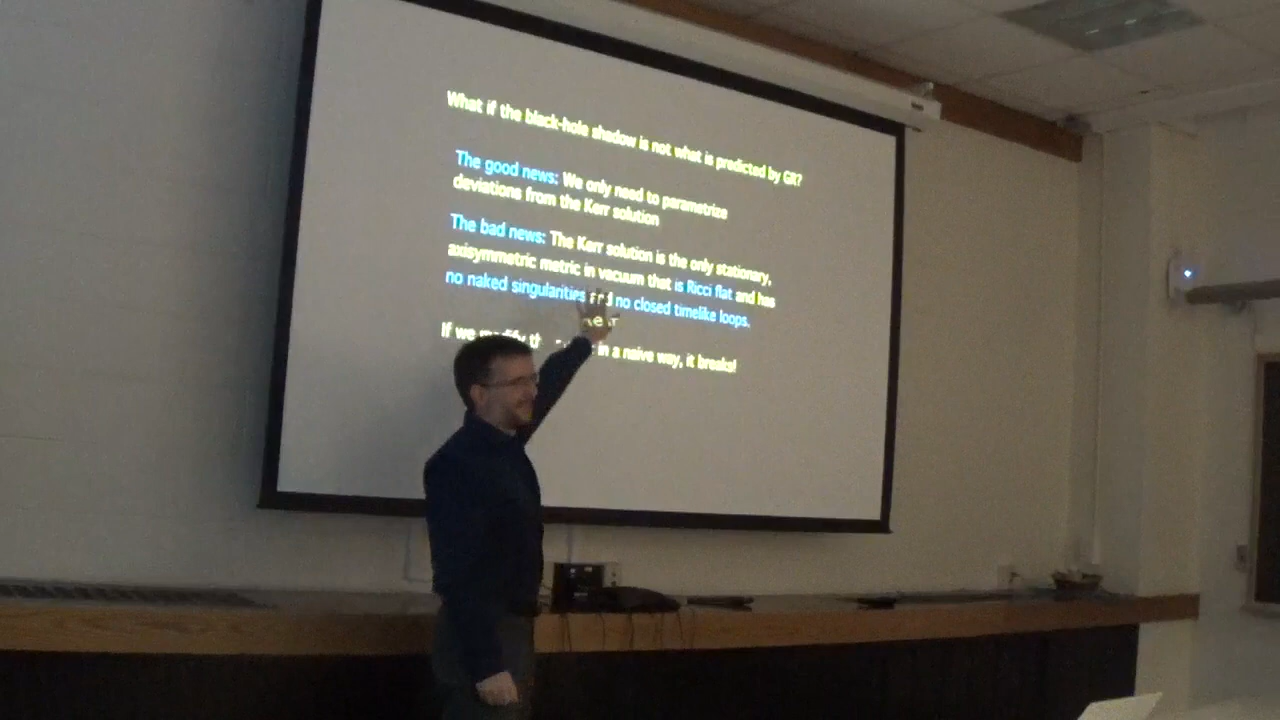 What if the black-hole shadow is not what is predicted by GR?
The good news: We only need to parametrize
deviations from the Kerr solution
The bad news: The Kerr solution is the only stationary,
axisymmetric metric in vacuum that is Ricci flat and has
no naked singularities and no closed timelike loops.
If we modify in a naive way, it breaks!